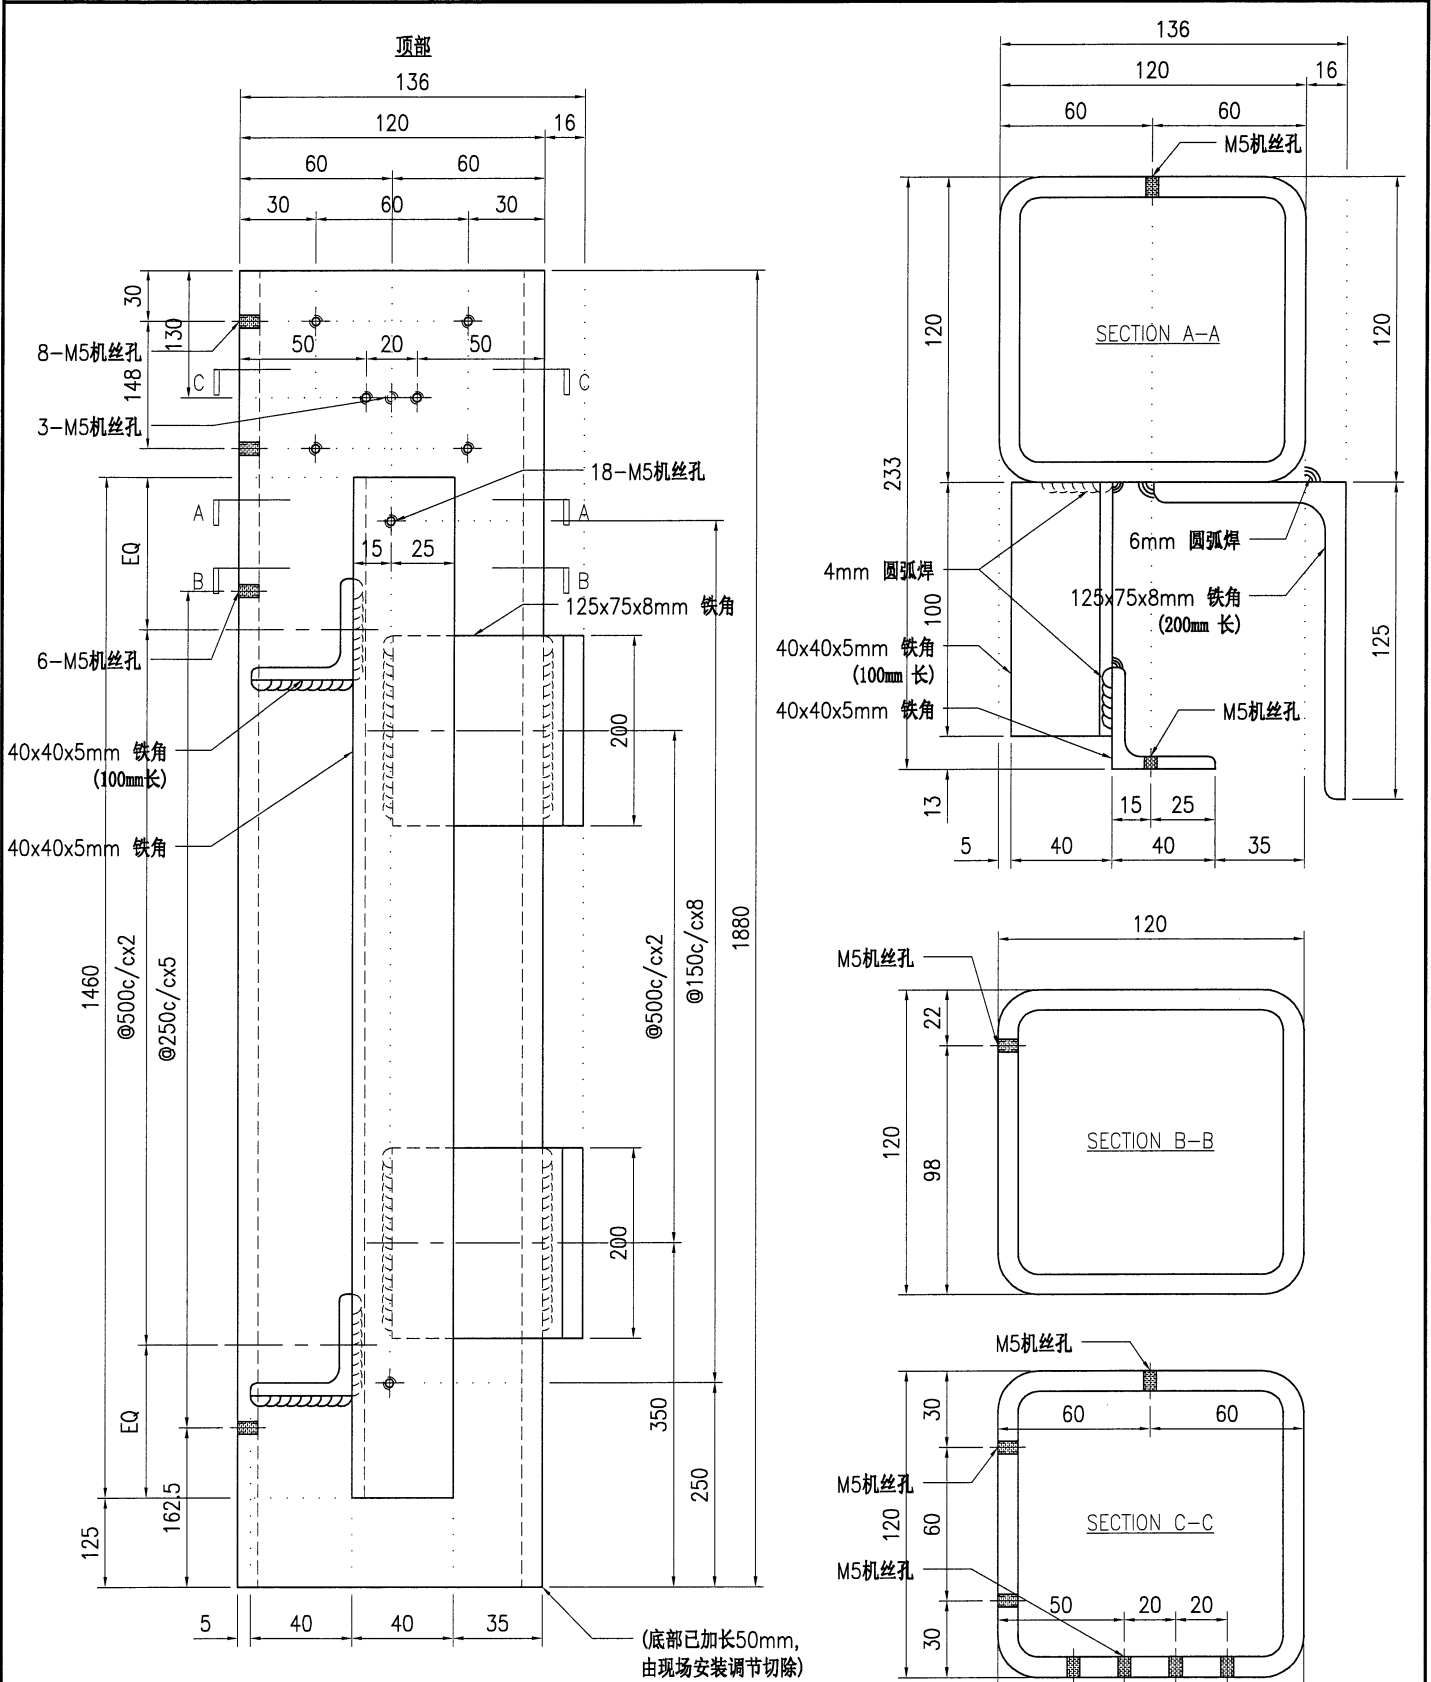 顶部
136
120
16
60
60
30
60
30
30
130
8-M5机丝孔
148
50
20
50
C
C
3-M5机丝孔
18-M5机丝孔
A
A
EQ
15
25
B
B
125x75x8mm 铁角
6-M5机丝孔
200
40x40x5mm 铁角
(100mm长)
40x40x5mm 铁角
1460
@500c/cx2
@250c/cx5
@500c/cx2
@150c/cx8
1880
200
EQ
350
250
162.5
125
5
40
40
35
(底部已加长50mm,
由现场安装调节切除)
136
120
16
60
60
M5机丝孔
120
SECTION A-A
120
233
6mm 圆弧焊
4mm 圆弧焊
100
125x75x8mm 铁角
(200mm 长)
125
40x40x5mm 铁角
(100mm 长)
40x40x5mm 铁角
M5机丝孔
13
15
25
5
40
40
35
120
M5机丝孔
22
120
98
SECTION B-B
M5机丝孔
30
60
60
M5机丝孔
120
60
SECTION C-C
M5机丝孔
50
20
20
30